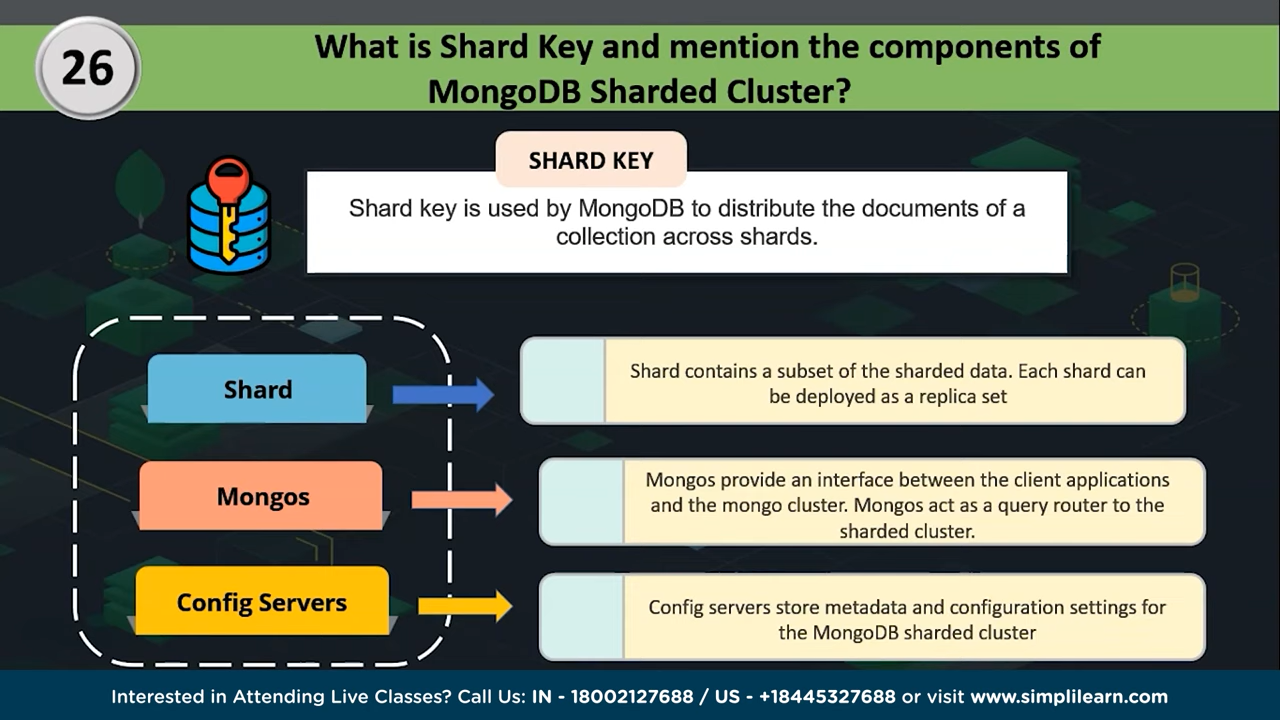 26
What is Shard Key and mention the components of
MongoDB Sharded Cluster?
SHARD KEY
Shard key is used by MongoDB to distribute the documents of a
collection across shards.
Shard
Shard contains a subset of the sharded data. Each shard can
be deployed as a replica set
Mongos
Mongos provide an interface between the client applications
and the mongo cluster. Mongos act as a query router to the
sharded cluster.
Config Servers
Config servers store metadata and configuration settings for
the MongoDB sharded cluster
Interested in Attending Live Classes? Call Us: IN - 18002127688 / US - +18445327688 or visit www.simplilearn.com